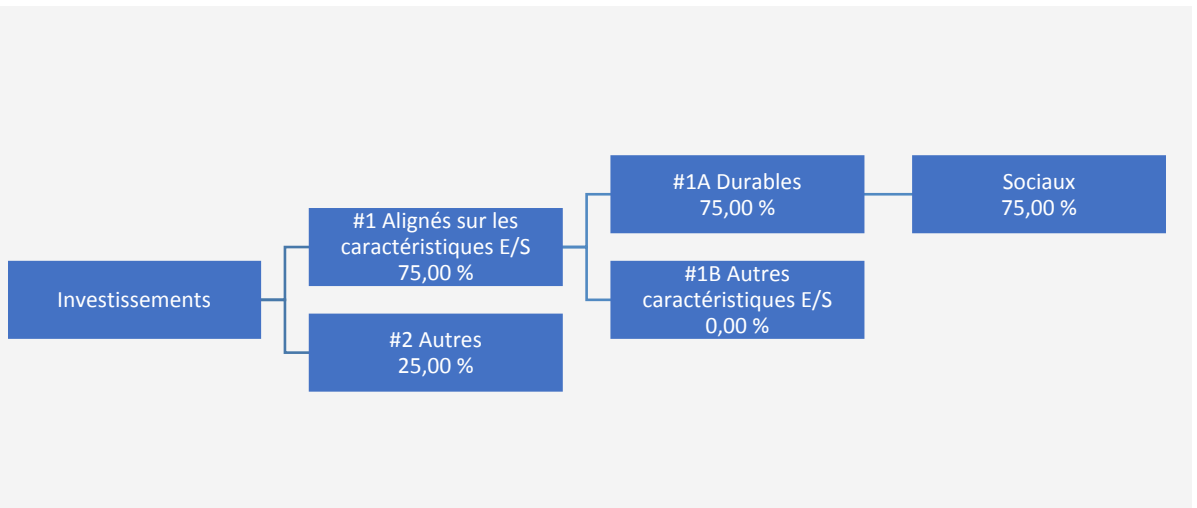 Investissements
#1 Alignés sur les
caractéristiques E/S
75,00 %
#2 Autres
25,00 %
#1A Durables
75,00 %
#1B Autres
caractéristiques E/S
0,00 %
Sociaux
75,00 %